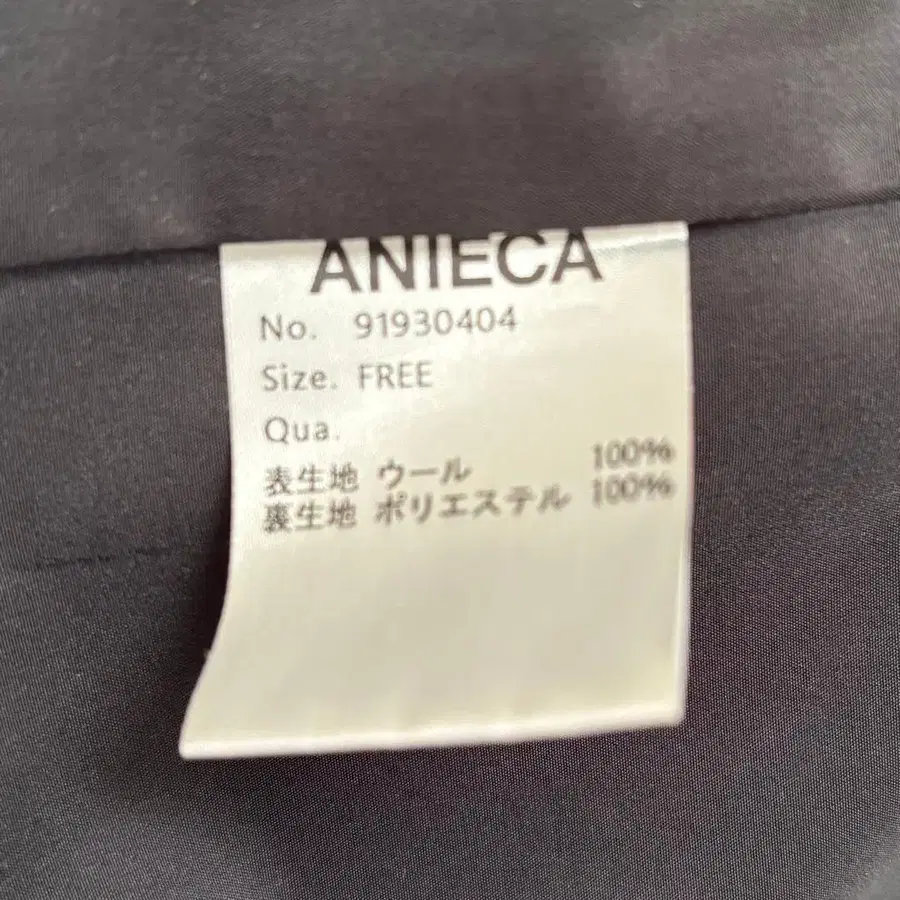 ANIECA
No. 91930404
Size. FREE
Qua.
表生地 ウール 100%
裏生地 ポリエステル 100%